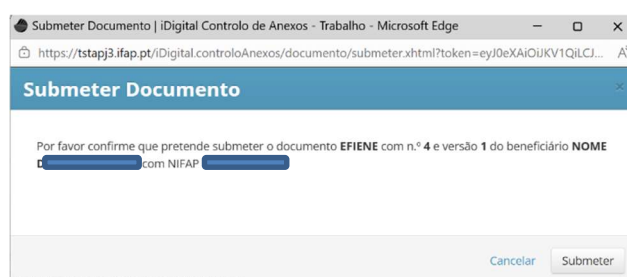 Submeter Documento | iDigital Controlo de Anexos - Trabalho - Microsoft Edge
https://tstapj3.ifap.pt/iDigital.controloAnexos/documento/submeter.xhtml?token=eyJ0eXAiOiJKV1QiLCJ...
Submeter Documento
Por favor confirme que pretende submeter o documento EFIENE com n.º 4 e versão 1 do beneficiário NOME
com NIFAP
Cancelar Submeter